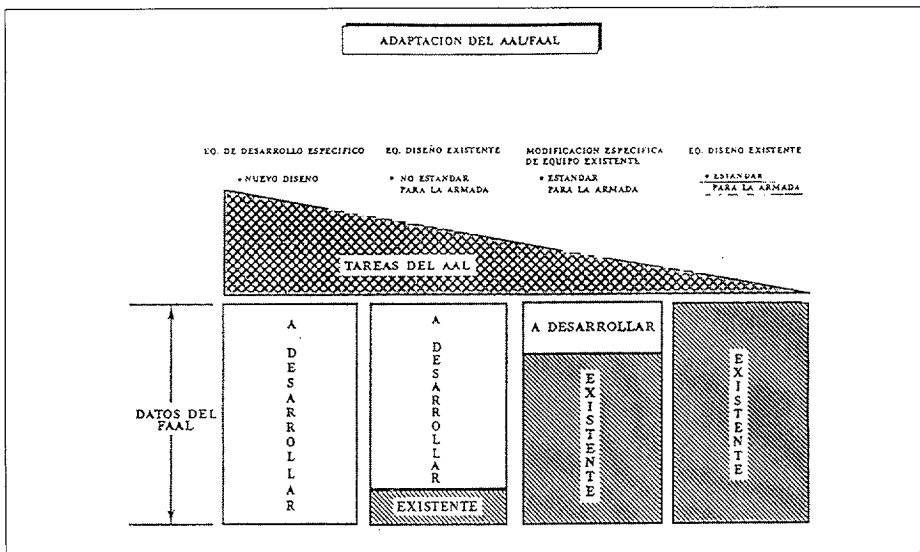 ADAPTACION DEL AAL/FAAL
EQ. DE DESARROLLO ESPECIFICO
• NUEVO DISEÑO
EQ. DISEÑO EXISTENTE
• NO ESTANDAR
PARA LA ARMADA
MODIFICACION ESPECIFICA
DE EQUIPO EXISTENTE
• ESTANDAR
PARA LA ARMADA
EQ. DISEÑO EXISTENTE
• ESTANDAR
PARA LA ARMADA
TAREAS DEL AAL
DATOS DEL
FAAL
A DESARROLLAR
A DESARROLLAR
EXISTENTE
A DESARROLLAR
EXISTENTE
EXISTENTE